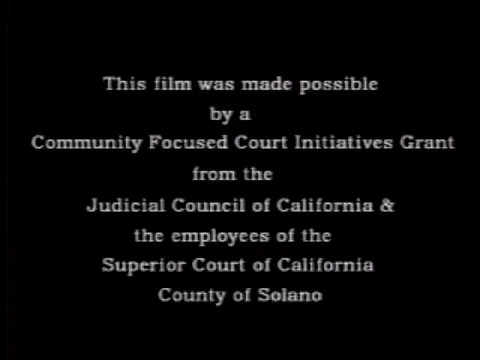 This film was made possible
by a
Community Focused Court Initiatives Grant
from the
Judicial Council of California &
the employees of the
Superior Court of California
County of Solano